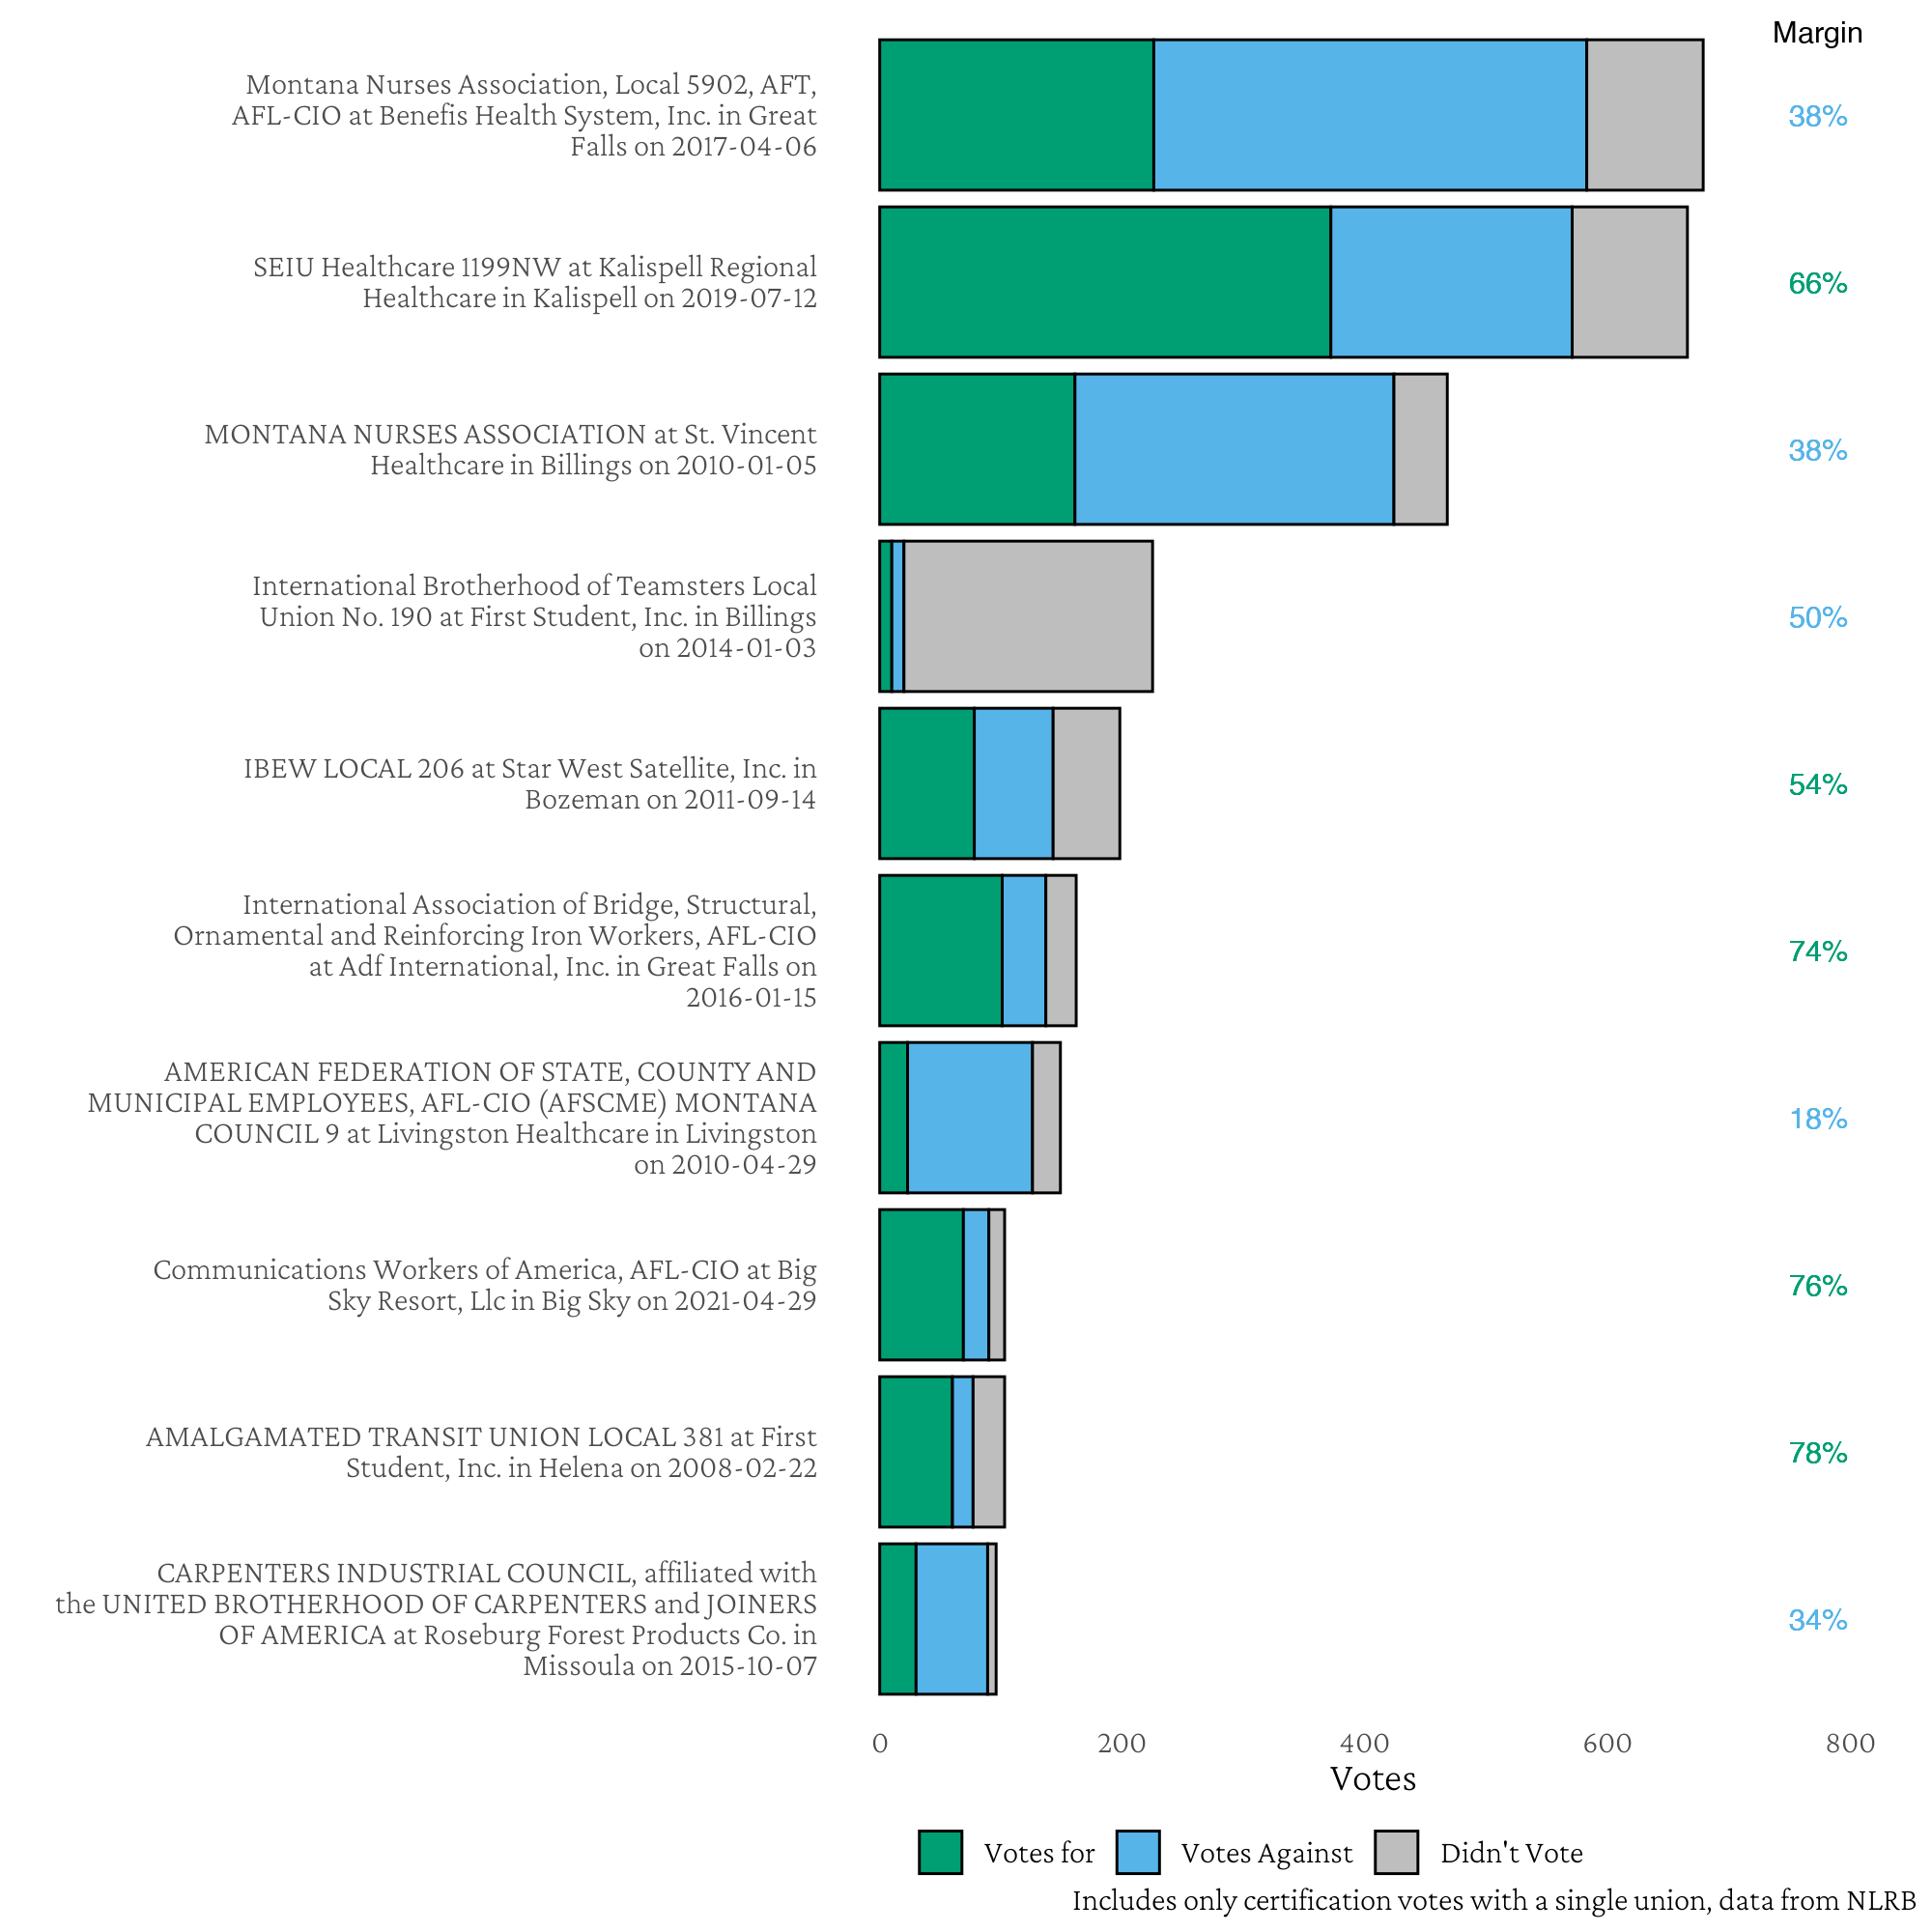 Margin
Montana Nurses Association, Local 5902, AFT,
AFL-CIO at Benefis Health System, Inc. in Great
Falls on 2017-04-06
38%
SEIU Healthcare 1199NW at Kalispell Regional
Healthcare in Kalispell on 2019-07-12
66%
MONTANA NURSES ASSOCIATION at St. Vincent
Healthcare in Billings on 2010-01-05
38%
International Brotherhood of Teamsters Local
Union No. 190 at First Student, Inc. in Billings
on 2014-01-03
50%
IBEW LOCAL 206 at Star West Satellite, Inc. in
Bozeman on 2011-09-14
54%
International Association of Bridge, Structural,
Ornamental and Reinforcing Iron Workers, AFL-CIO
at Adf International, Inc. in Great Falls on
2016-01-15
74%
AMERICAN FEDERATION OF STATE, COUNTY AND
MUNICIPAL EMPLOYEES, AFL-CIO (AFSCME) MONTANA
COUNCIL 9 at Livingston Healthcare in Livingston
on 2010-04-29
18%
Communications Workers of America, AFL-CIO at Big
Sky Resort, Llc in Big Sky on 2021-04-29
76%
AMALGAMATED TRANSIT UNION LOCAL 381 at First
Student, Inc. in Helena on 2008-02-22
78%
CARPENTERS INDUSTRIAL COUNCIL, affiliated with
the UNITED BROTHERHOOD OF CARPENTERS and JOINERS
OF AMERICA at Roseburg Forest Products Co. in
Missoula on 2015-10-07
34%
0 200 400 600 800
Votes
Votes for Votes Against Didn't Vote
Includes only certification votes with a single union, data from NLRB